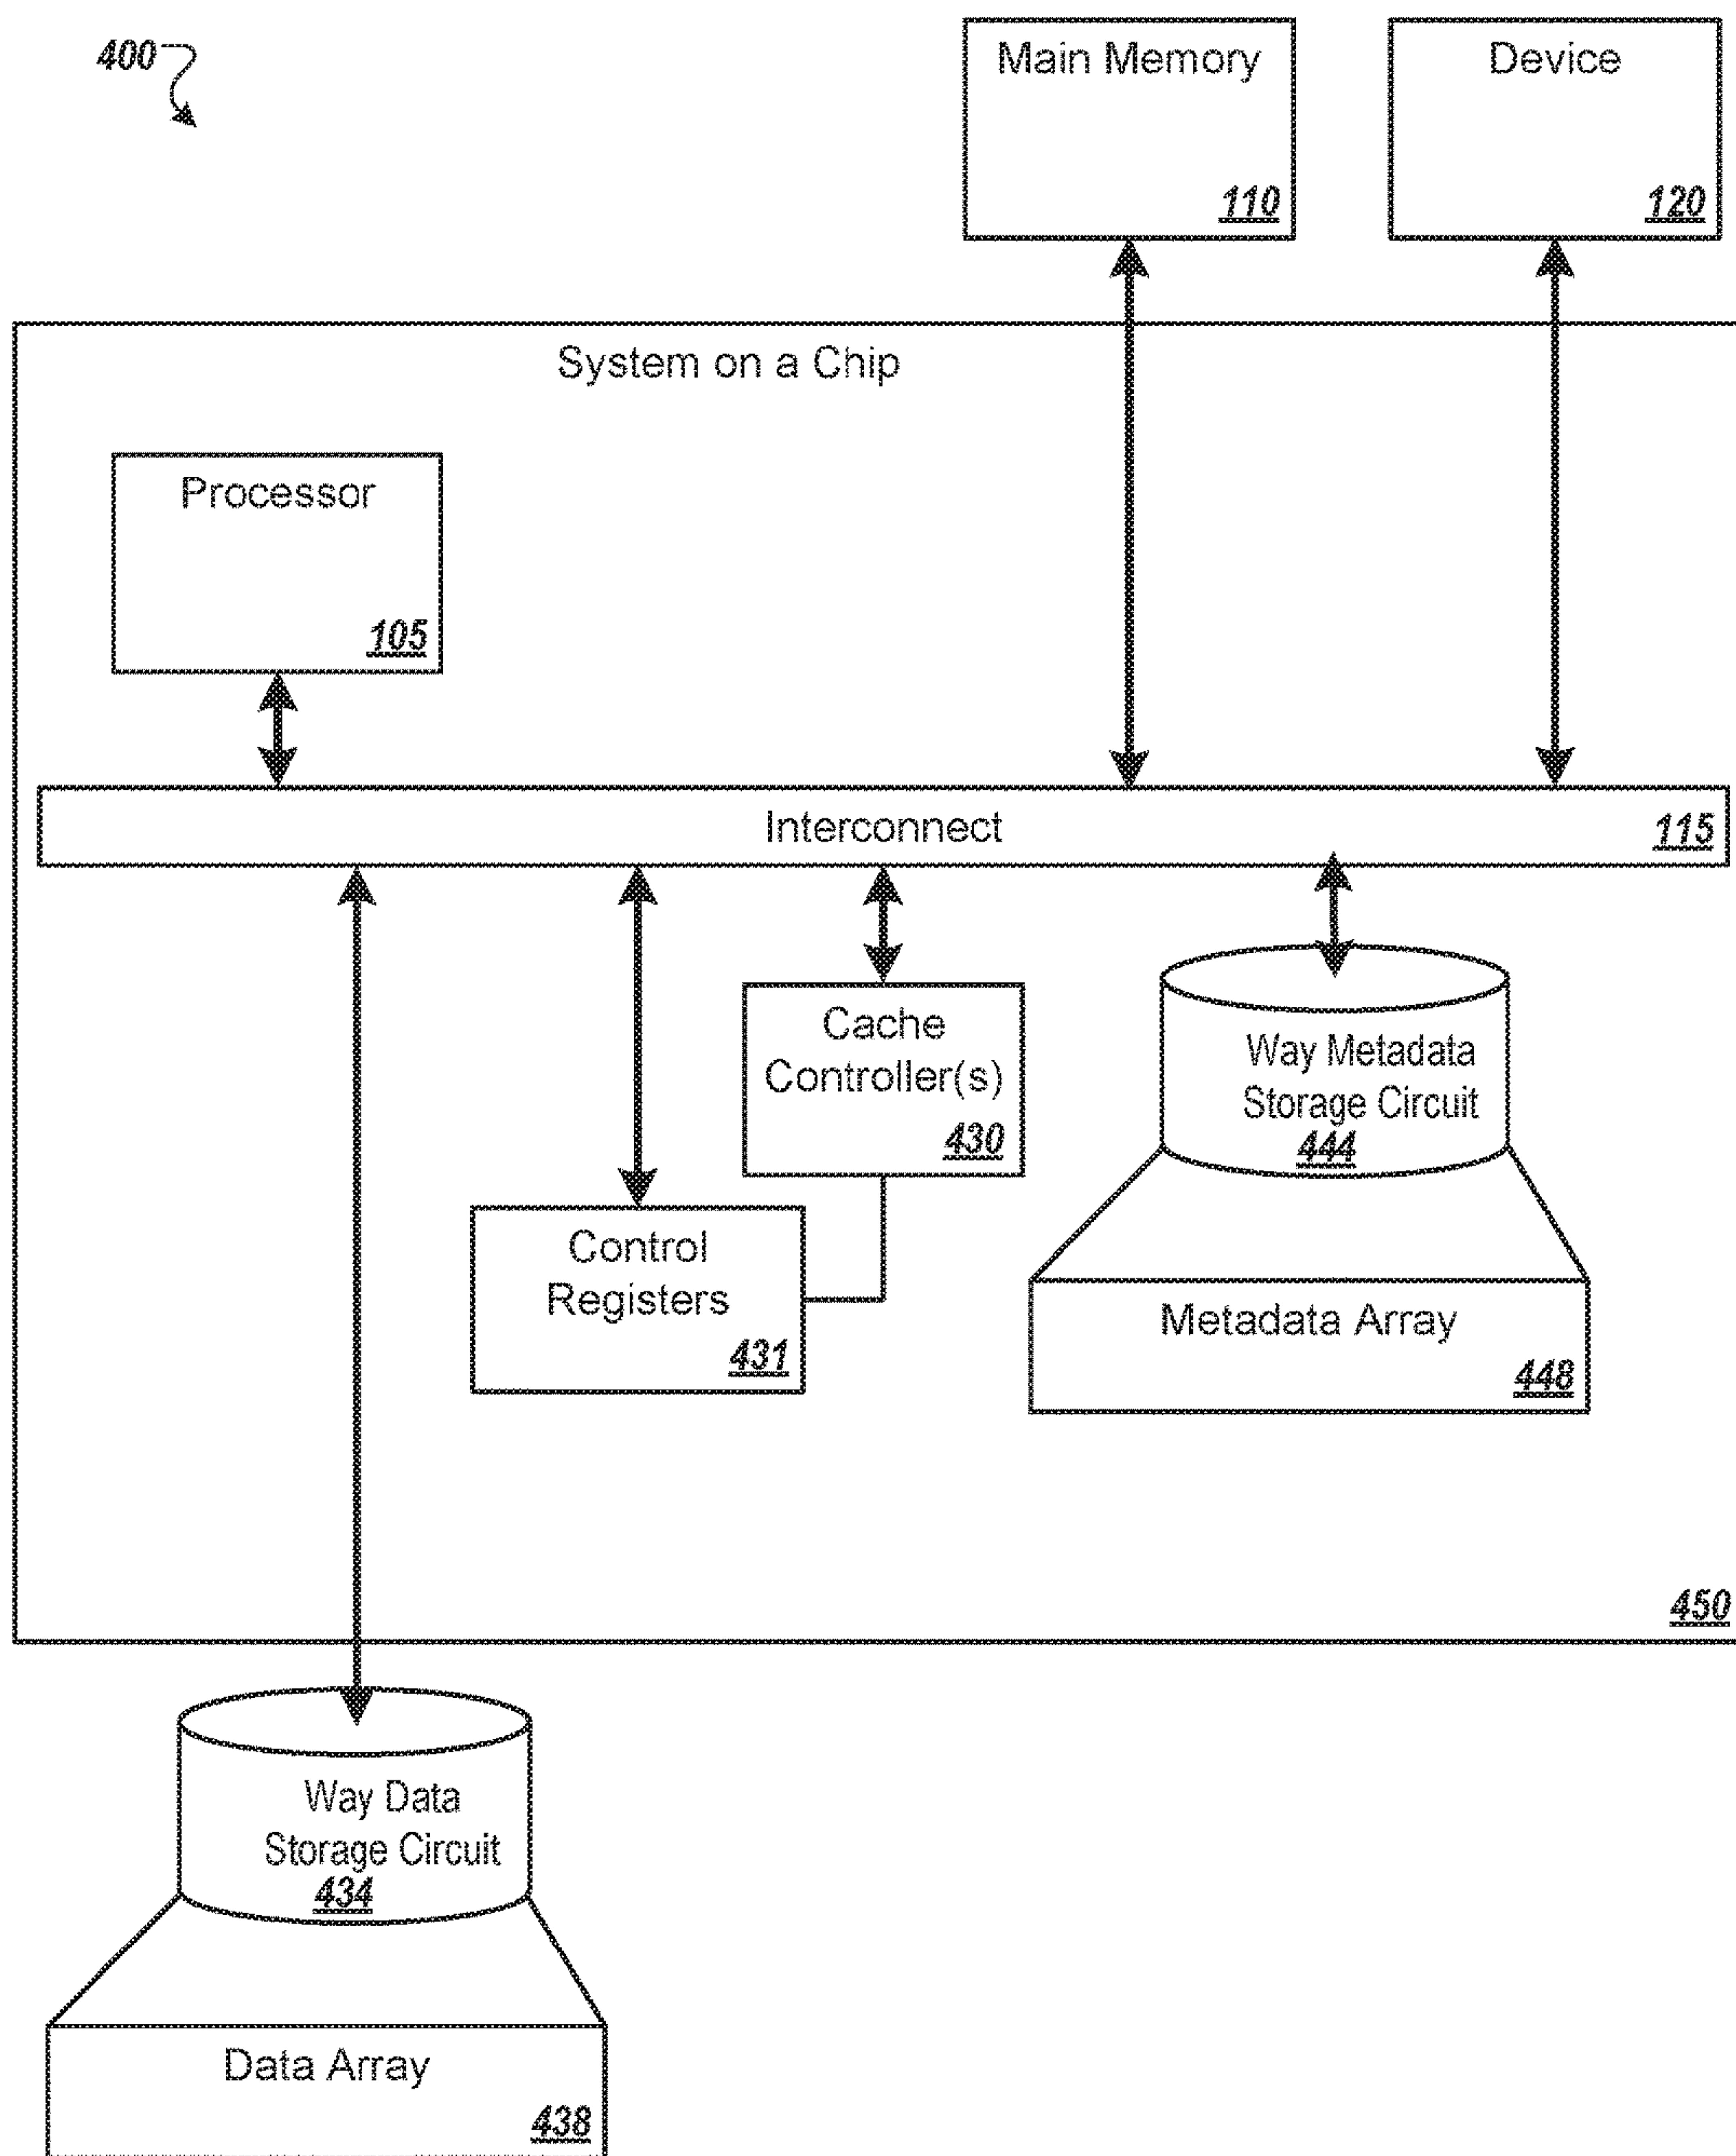 400
Main Memory
110
Device
120
System on a Chip
Processor
105
Interconnect
115
Cache
Controller(s)
430
Way Metadata
Storage Circuit
444
Control
Registers
431
Metadata Array
448
450
Way Data
Storage Circuit
434
Data Array
438